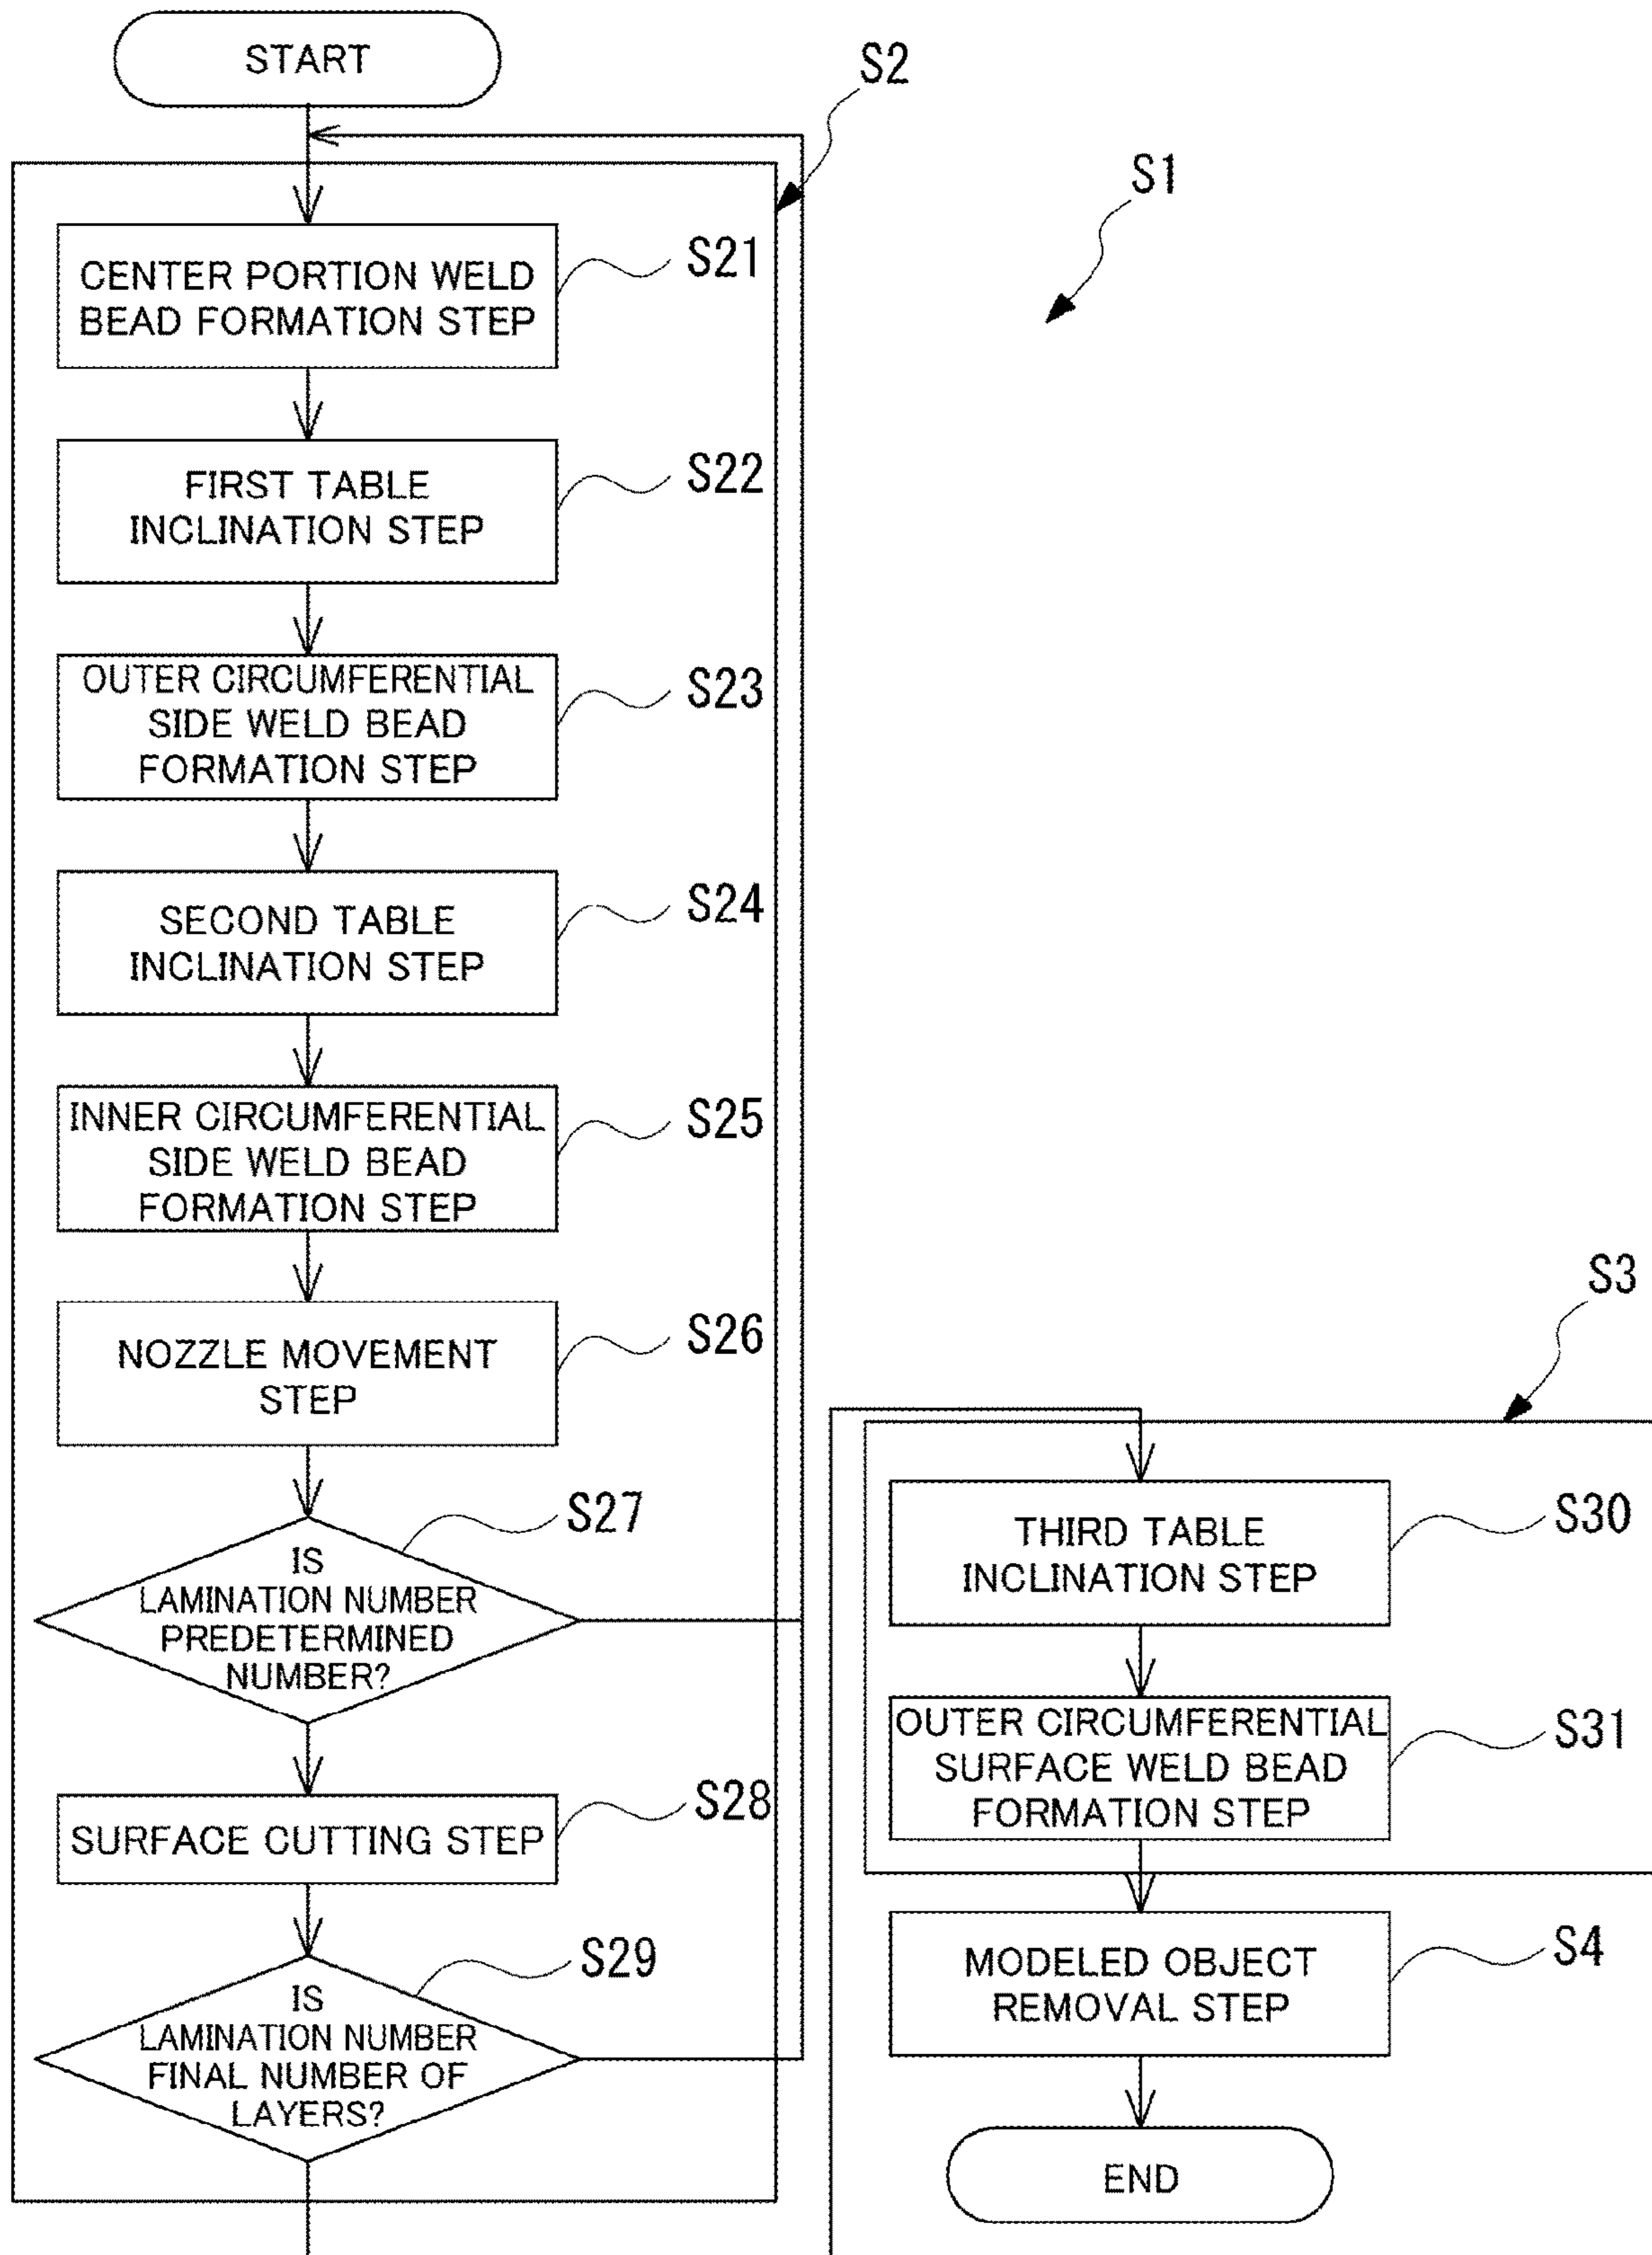 START
S2
S1
CENTER PORTION WELD
BEAD FORMATION STEP
S21
FIRST TABLE
INCLINATION STEP
S22
OUTER CIRCUMFERENTIAL
SIDE WELD BEAD
FORMATION STEP
S23
SECOND TABLE
INCLINATION STEP
S24
INNER CIRCUMFERENTIAL
SIDE WELD BEAD
FORMATION STEP
S25
NOZZLE MOVEMENT
STEP
S26
IS
LAMINATION NUMBER
PREDETERMINED
NUMBER?
S27
SURFACE CUTTING STEP
S28
IS
LAMINATION NUMBER
FINAL NUMBER OF
LAYERS?
S29
S3
THIRD TABLE
INCLINATION STEP
S30
OUTER CIRCUMFERENTIAL
SURFACE WELD BEAD
FORMATION STEP
S31
MODELED OBJECT
REMOVAL STEP
S4
END